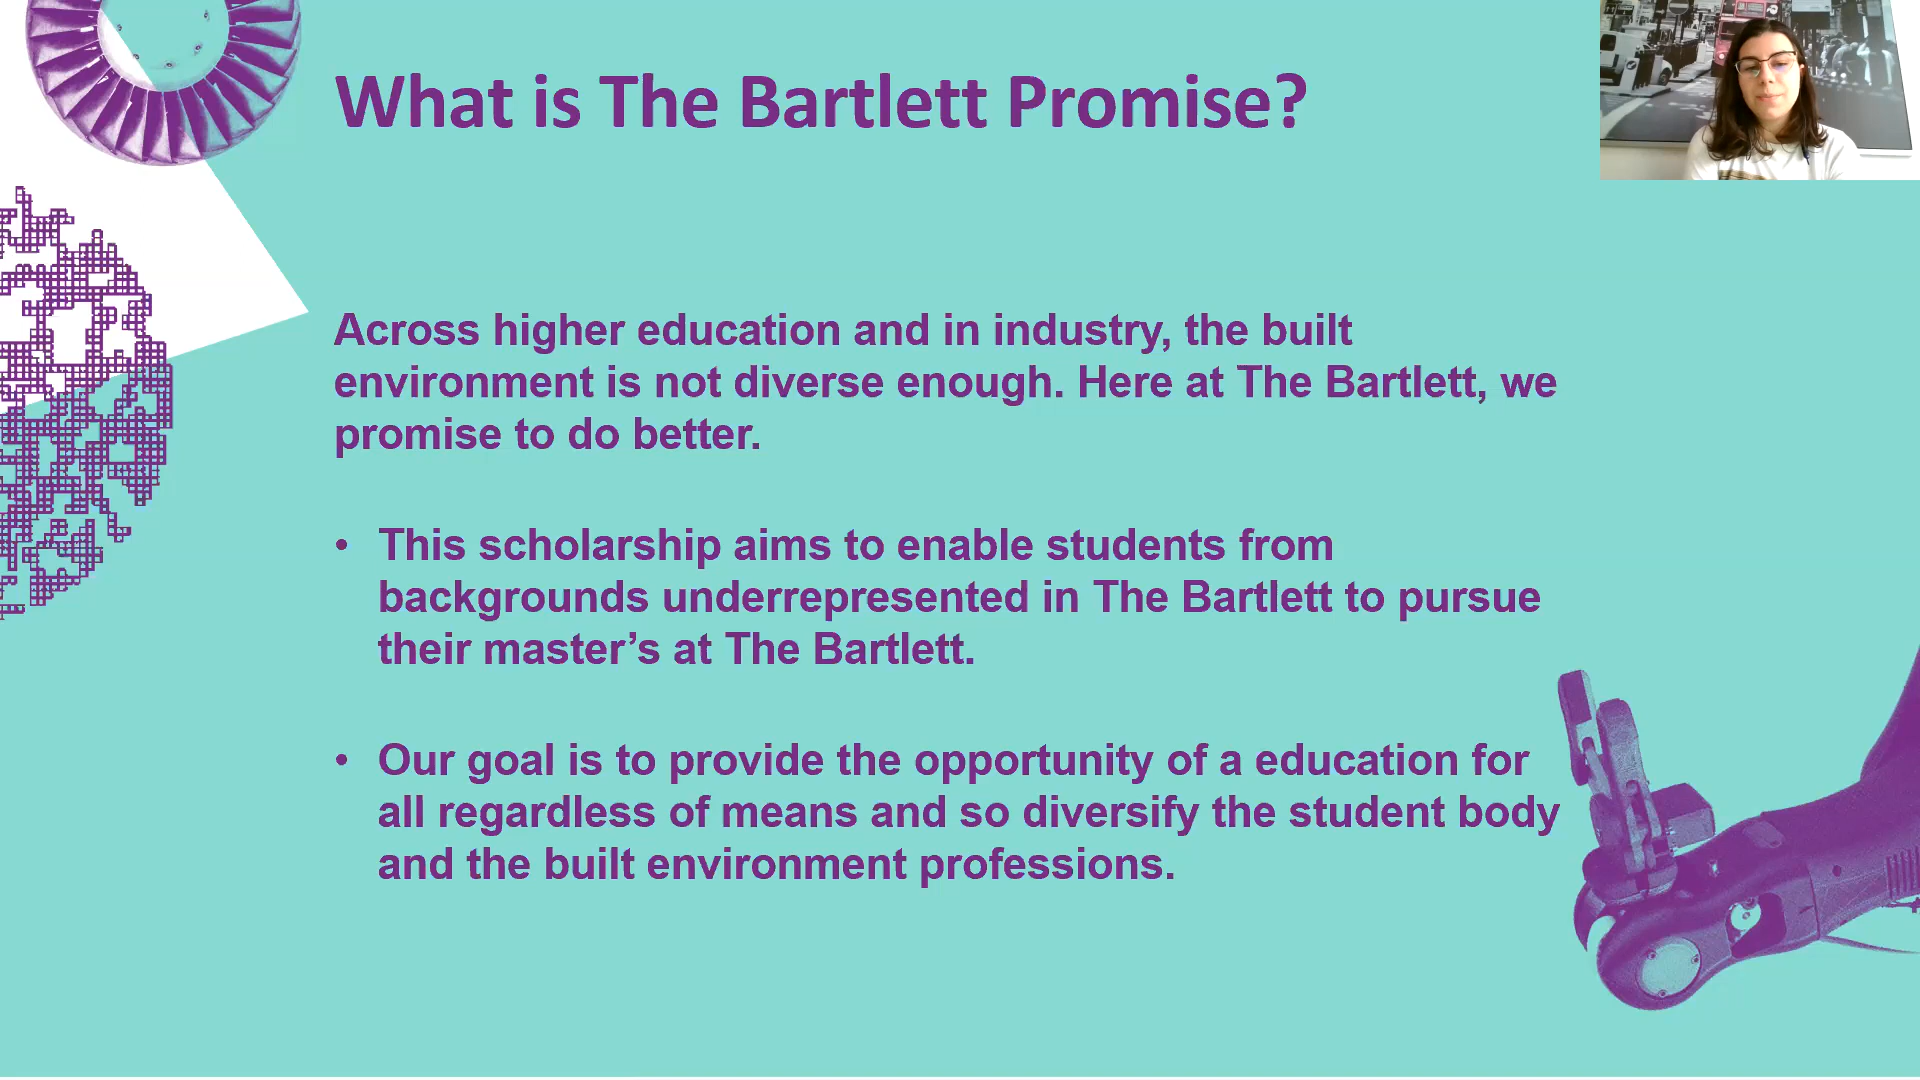 What is The Bartlett Promise?
Across higher education and in industry, the built
environment is not diverse enough. Here at The Bartlett, we
promise to do better.
• This scholarship aims to enable students from
backgrounds underrepresented in The Bartlett to pursue
their master’s at The Bartlett.
• Our goal is to provide the opportunity of a education for
all regardless of means and so diversify the student body
and the built environment professions.